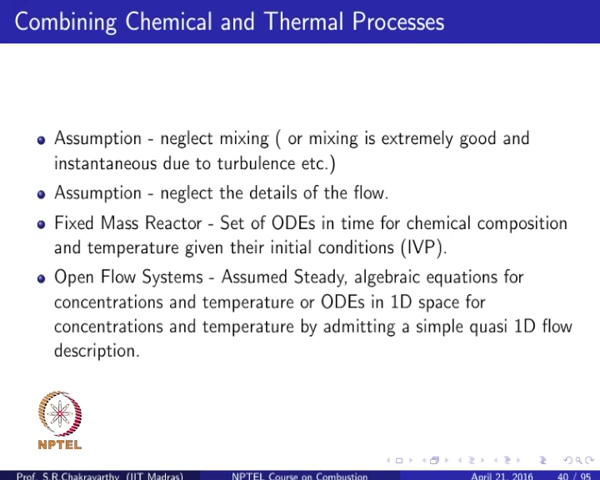 Combining Chemical and Thermal Processes
Assumption - neglect mixing ( or mixing is extremely good and
instantaneous due to turbulence etc.)
Assumption - neglect the details of the flow.
Fixed Mass Reactor - Set of ODEs in time for chemical composition
and temperature given their initial conditions (IVP).
Open Flow Systems - Assumed Steady, algebraic equations for
concentrations and temperature or ODEs in 1D space for
concentrations and temperature by admitting a simple quasi 1D flow
description.
NPTEL
Prof. S.R.Chakravarthy (IIT Madras) NPTEL Course on Combustion April 21, 2016 40 / 95